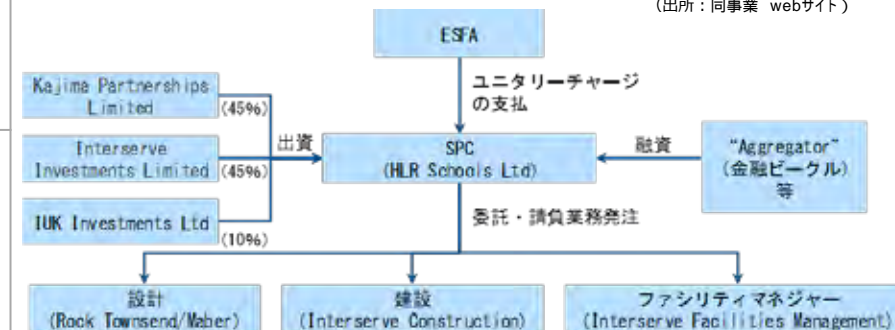 （出所：同事業 webサイト）
ESFA
ユニタリーチャージ
の支払
Kajima Partnerships
Limited
(45%)
Interserve
Investments Limited
(45%)
IUK Investments Ltd
(10%)
出資
SPC
(HLR Schools Ltd)
融資
“Aggregator”
（金融ビークル）
等
委託・請負業務発注
設計
(Rock Townsend/Maber)
建設
(Interserve Construction)
ファシリティマネジャー
(Interserve Facilities Management)